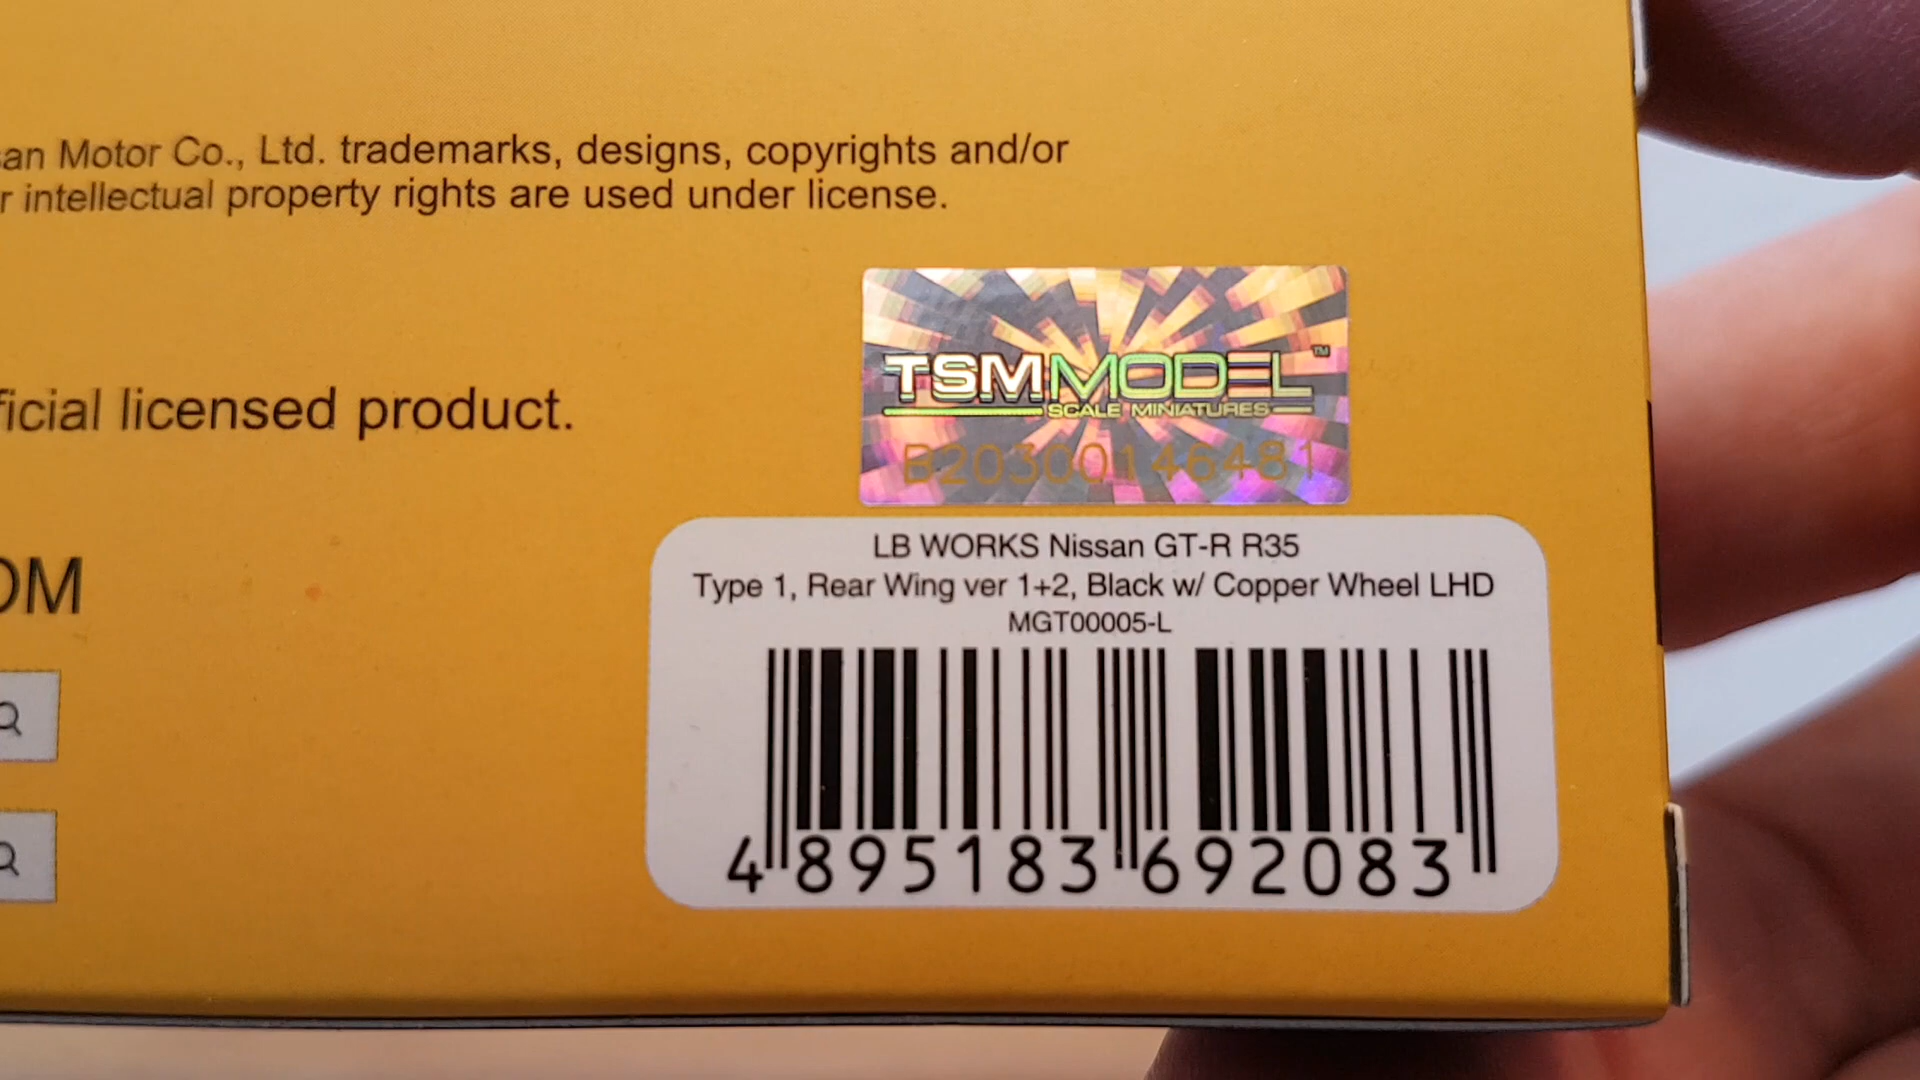 san Motor Co., Ltd. trademarks, designs, copyrights and/or
r intellectual property rights are used under license.
TSMMODEL™
SCALE MINIATURES
B20300146481
ficial licensed product.
LB WORKS Nissan GT-R R35
Type 1, Rear Wing ver 1+2, Black w/ Copper Wheel LHD
MGT00005-L
OM
4 895183 692083